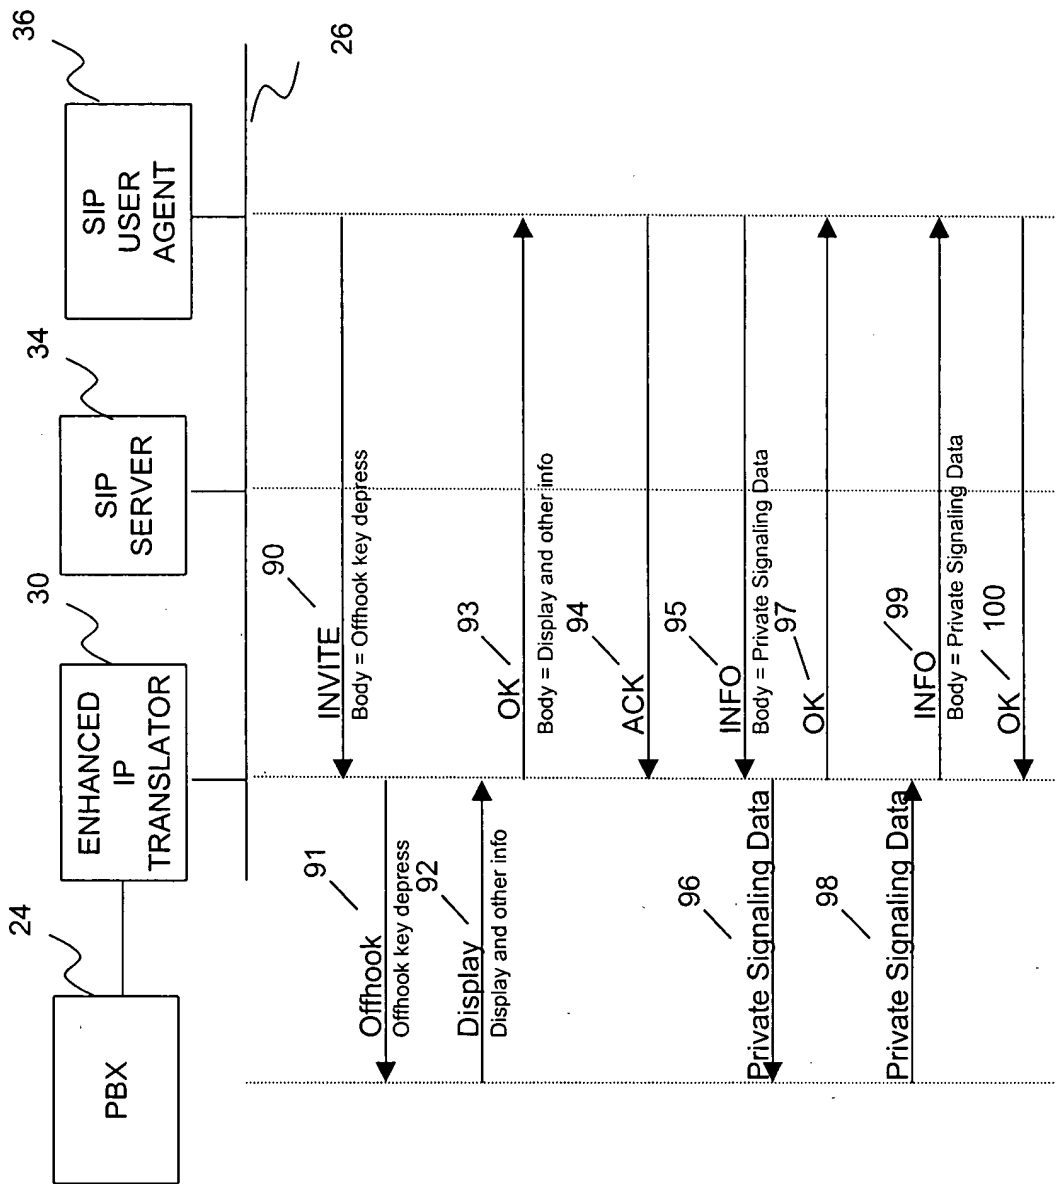 24
30
34
36
PBX
ENHANCED
IP
TRANSLATOR
SIP
SERVER
SIP
USER
AGENT
26
90
INVITE
Body = Offhook key depress
91
Offhook
Offhook key depress
92
Display
Display and other info
93
OK
Body = Display and other info
94
ACK
95
INFO
Body = Private Signaling Data
96
Private Signaling Data
97
OK
98
Private Signaling Data
99
INFO
Body = Private Signaling Data
100
OK